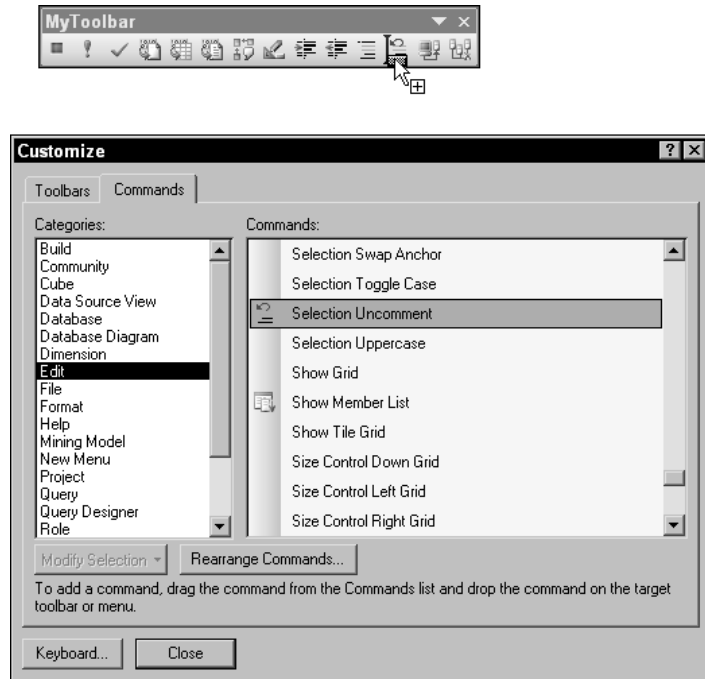 MyToolbar
Customize
Toolbars
Commands
Categories:
Commands:
Build
Community
Cube
Data Source View
Database
Database Diagram
Dimension
Edit
File
Format
Help
Mining Model
New Menu
Project
Query
Query Designer
Role
Selection Swap Anchor
Selection Toggle Case
Selection Uncomment
Selection Uppercase
Show Grid
Show Member List
Show Tile Grid
Size Control Down Grid
Size Control Left Grid
Size Control Right Grid
Modify Selection
Rearrange Commands...
To add a command, drag the command from the Commands list and drop the command on the target
toolbar or menu.
Keyboard...
Close